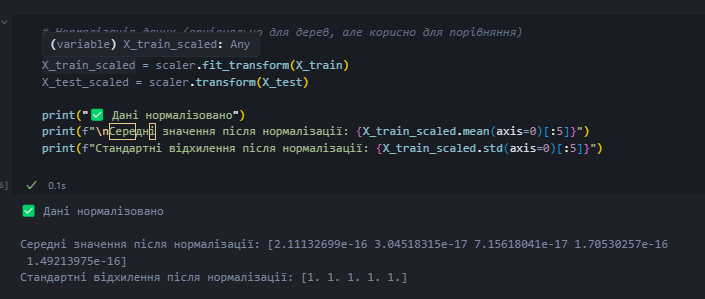 # Нормалізація даних (опціонально для дерев, але корисно для порівняння)
(variable) X_train_scaled: Any
X_train_scaled = scaler.fit_transform(X_train)
X_test_scaled = scaler.transform(X_test)
print("✅ Дані нормалізовано")
print(f"\nСередні значення після нормалізації: {X_train_scaled.mean(axis=0)[:5]}")
print(f"Стандартні відхилення після нормалізації: {X_train_scaled.std(axis=0)[:5]}")
6]
✓ 0.1s
✅ Дані нормалізовано
Середні значення після нормалізації: [2.11132699e-16 3.04518315e-17 7.15618041e-17 1.70530257e-16
1.49213975e-16]
Стандартні відхилення після нормалізації: [1. 1. 1. 1. 1.]